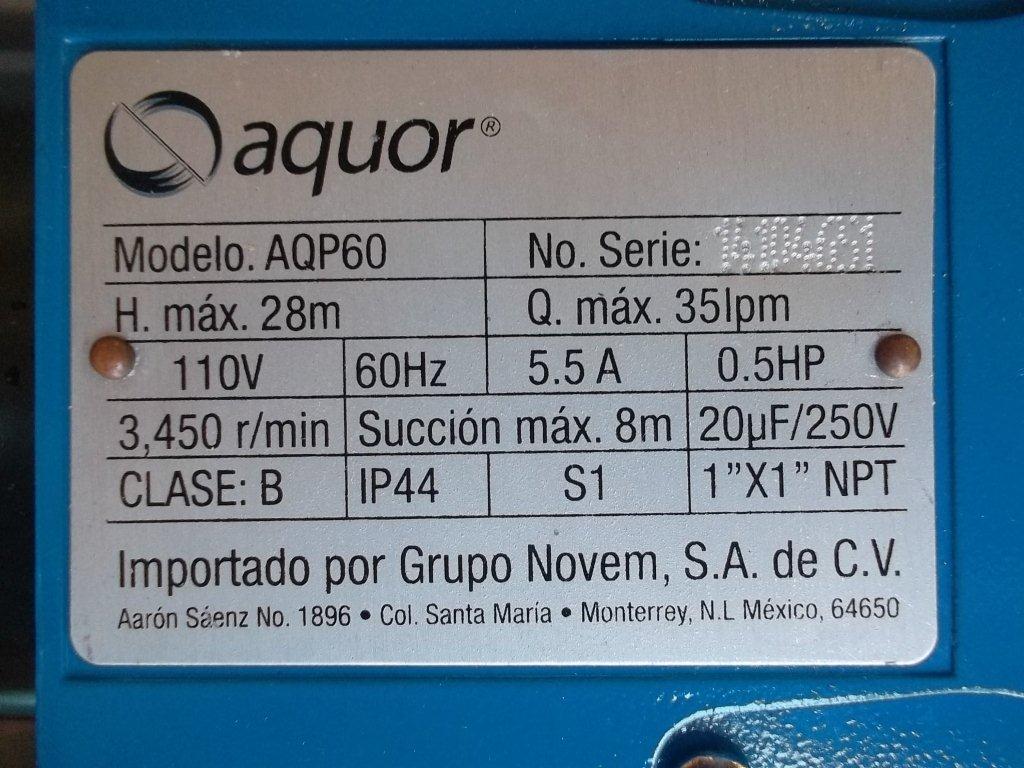 aquor®
Modelo: AQP60 No. Serie:
H. máx. 28m Q. máx. 35lpm
110V 60Hz 5.5 A 0.5HP
3,450 r/min Succión máx. 8m 20µF/250V
CLASE: B IP44 S1 1”X1” NPT
Importado por Grupo Novem, S.A. de C.V.
Aarón Sáenz No. 1896 • Col. Santa María • Monterrey, N.L México, 64650